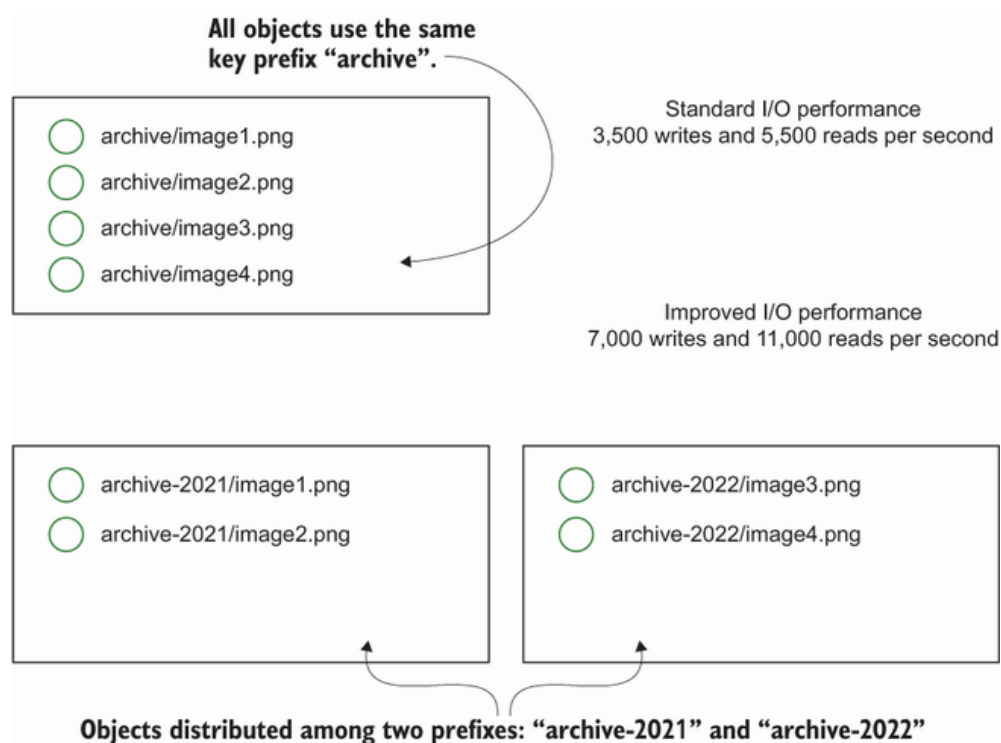 All objects use the same
key prefix “archive”.
archive/image1.png
archive/image2.png
archive/image3.png
archive/image4.png
Standard I/O performance
3,500 writes and 5,500 reads per second
Improved I/O performance
7,000 writes and 11,000 reads per second
archive-2021/image1.png
archive-2021/image2.png
archive-2022/image3.png
archive-2022/image4.png
Objects distributed among two prefixes: “archive-2021” and “archive-2022”